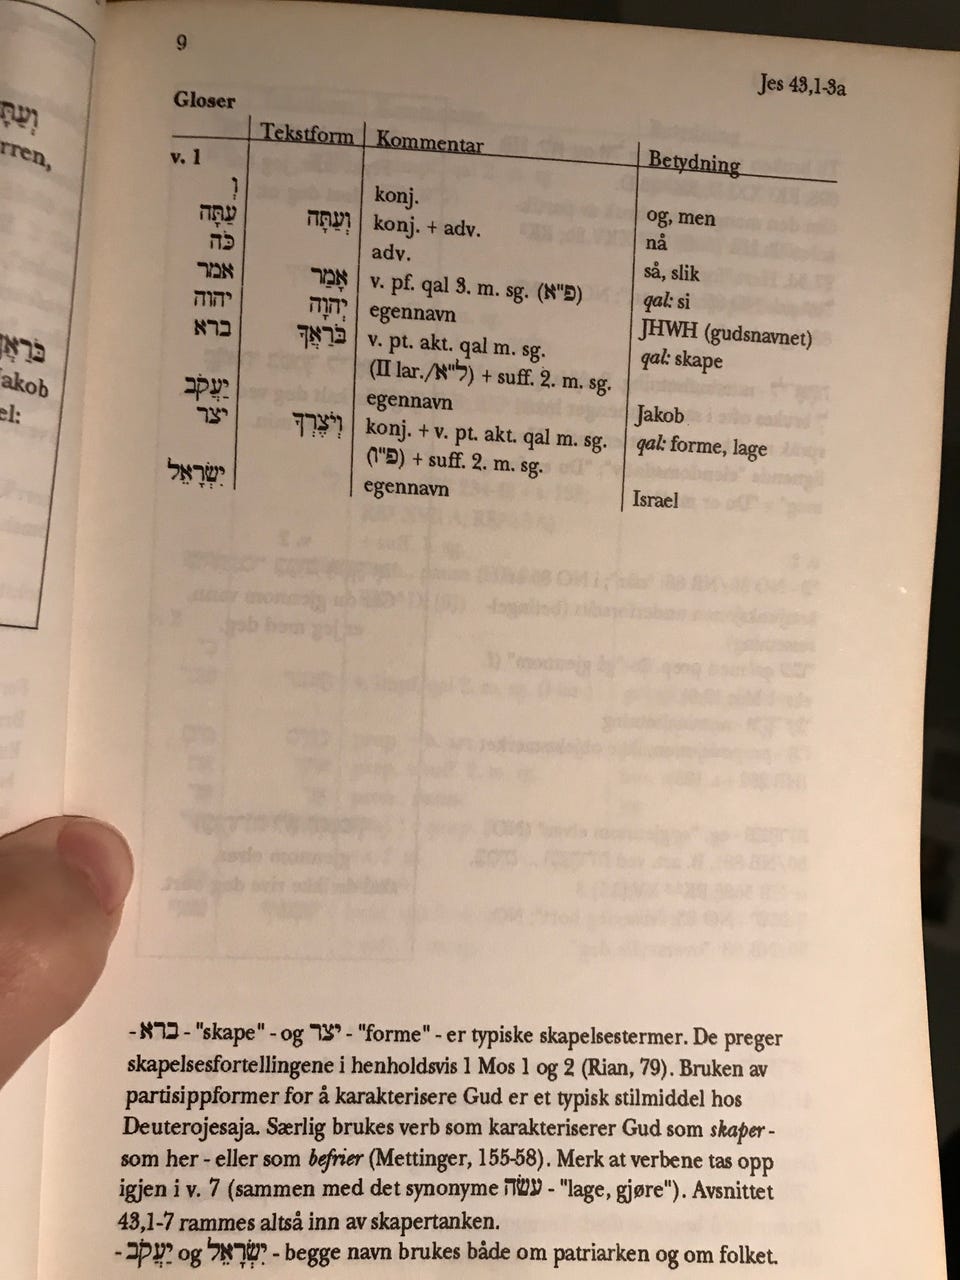 9
Jes 43,1-3a
Gloser
Tekstform Kommentar Betydning
v. 1
וְ konj. og, men
עַתָּה וְעַתָּה konj. + adv. nå
כֹּה adv. så, slik
אמר אָמַר v. pf. qal 3. m. sg. (פ"א) qal: si
יהוה יְהוָה egennavn JHWH (gudsnavnet)
ברא בֹּרַאֲךָ v. pt. akt. qal m. sg. qal: skape
(II lar./ל"א) + suff. 2. m. sg.
יַעֲקֹב egennavn Jakob
יצר וְיֹצֶרְךָ konj. + v. pt. akt. qal m. sg. qal: forme, lage
(פ"ו) + suff. 2. m. sg.
יִשְׂרָאֵל egennavn Israel
- ברא - "skape" - og יצר - "forme" - er typiske skapelsestermer. De preger
skapelsesfortellingene i henholdsvis 1 Mos 1 og 2 (Rian, 79). Bruken av
partisippformer for å karakterisere Gud er et typisk stilmiddel hos
Deuterojesaja. Særlig brukes verb som karakteriserer Gud som skaper -
som her - eller som befrier (Mettinger, 155-58). Merk at verbene tas opp
igjen i v. 7 (sammen med det synonyme עשׂה - "lage, gjøre"). Avsnittet
43,1-7 rammes altså inn av skapertanken.
- יַעֲקֹב og יִשְׂרָאֵל - begge navn brukes både om patriarken og om folket.